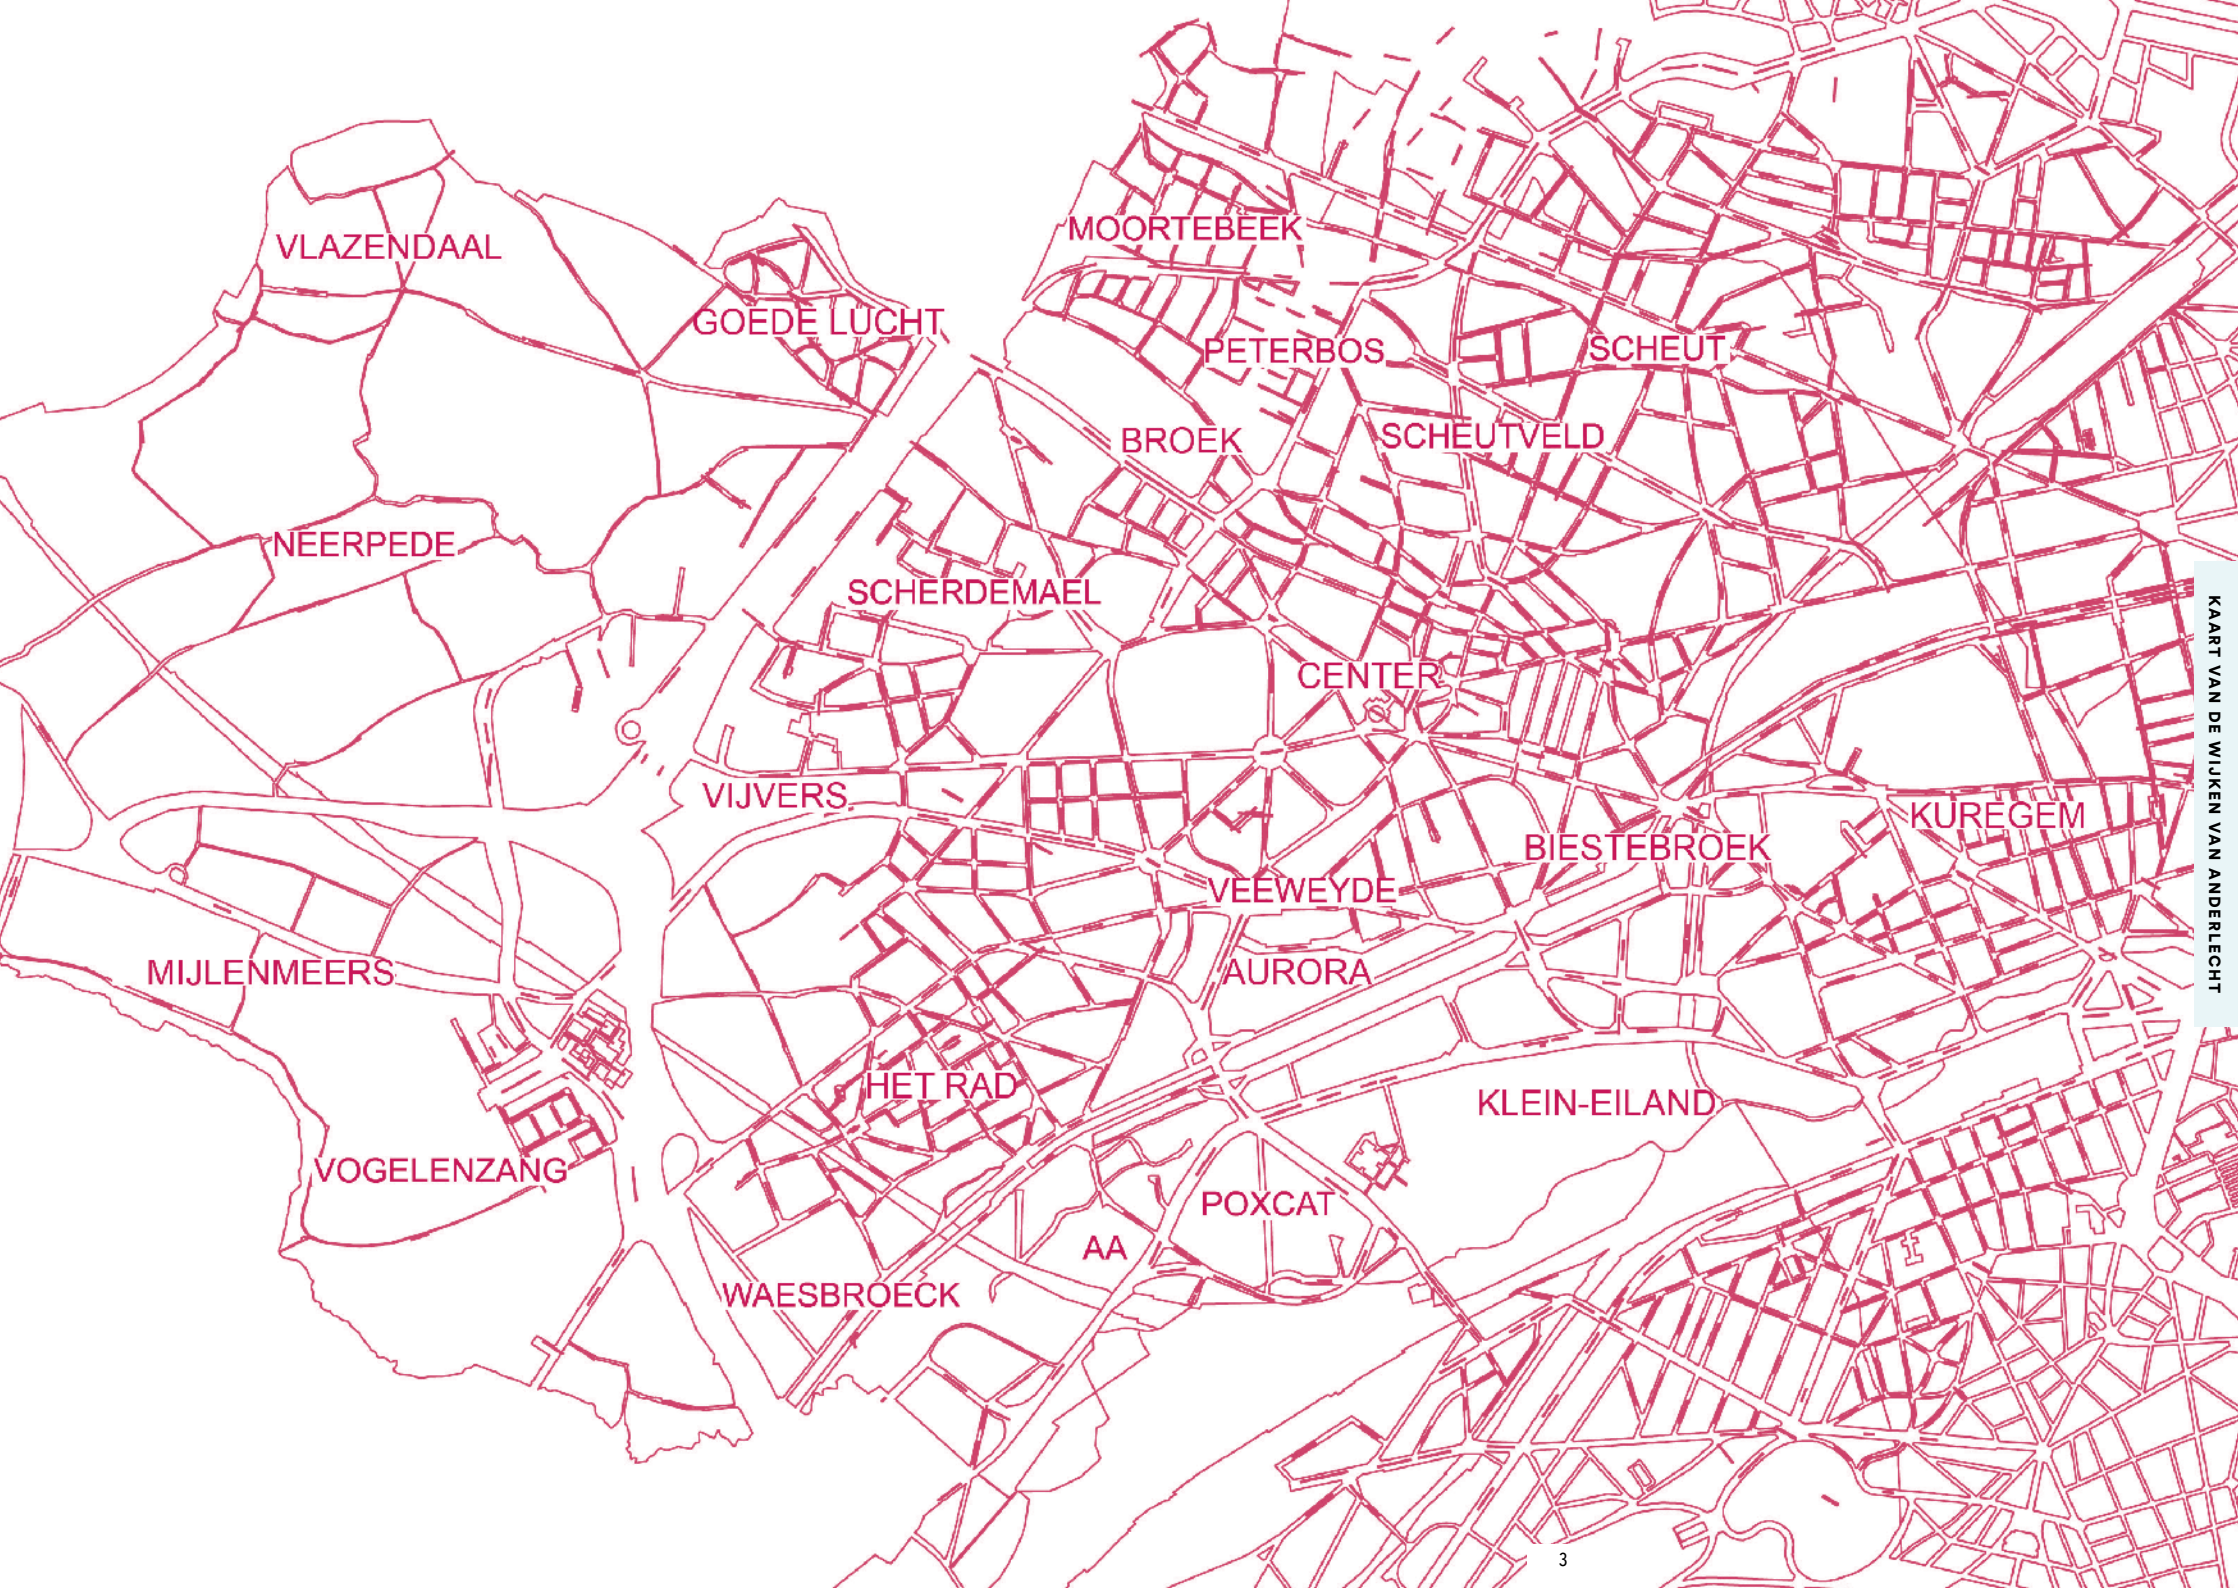 MOORTEBEEK
VLAZENDAAL
GOEDE LUCHT
PETERBOS
SCHEUT
BROEK
SCHEUTVELD
NEERPEDE
SCHERDEMAEL
CENTER
VIJVERS
KUREGEM
BIESTEBROEK
VEEWEYDE
MIJLENMEERS
AURORA
HET RAD
KLEIN-EILAND
VOGELENZANG
POXCAT
AA
WAESBROECK
KAART VAN DE WIJKEN VAN ANDERLECHT
3